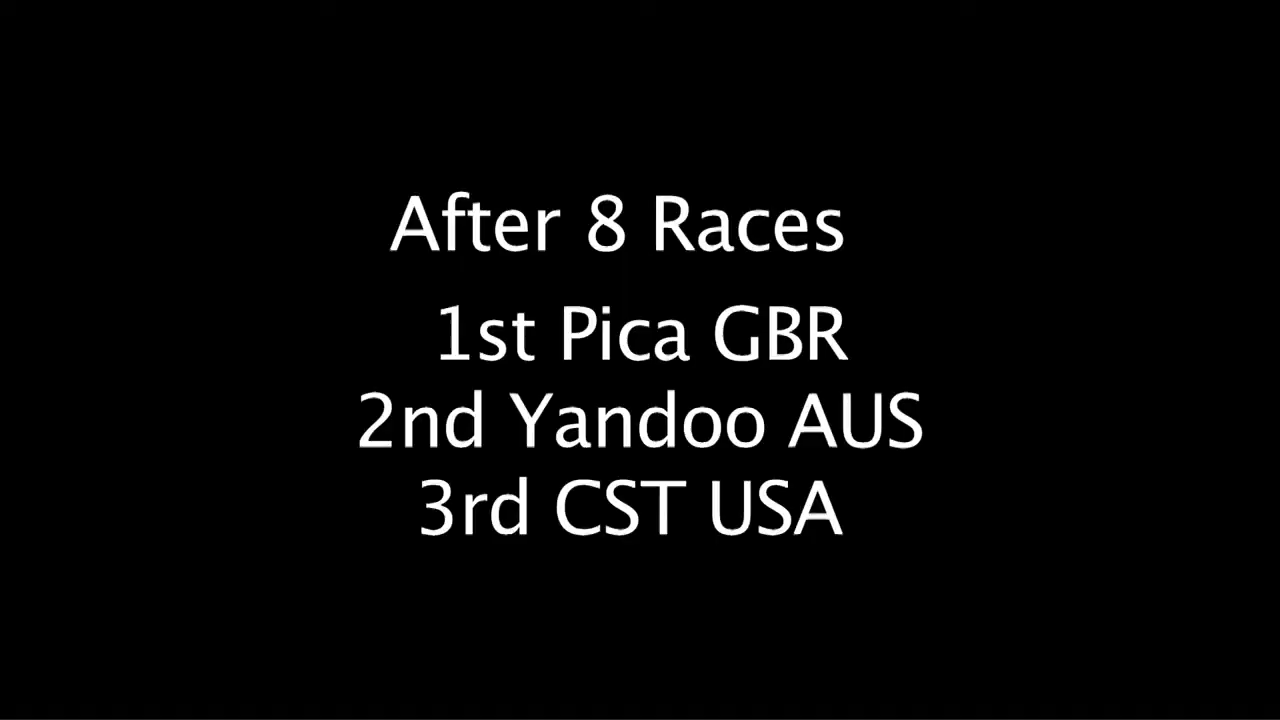 After 8 Races
1st Pica GBR
2nd Yandoo AUS
3rd CST USA